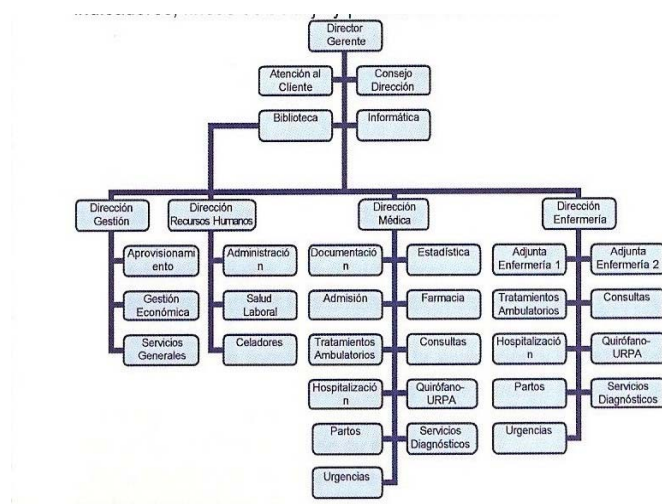 Director
Gerente
Atención al
Cliente
Consejo
Dirección
Biblioteca
Informática
Dirección
Gestión
Dirección
Recursos Humanos
Dirección
Médica
Dirección
Enfermería
Aprovisionami
ento
Gestión
Económica
Servicios
Generales
Administració
n
Salud
Laboral
Celadores
Documentació
n
Estadística
Admisión
Farmacia
Tratamientos
Ambulatorios
Consultas
Hospitalizació
n
Quirófano-
URPA
Partos
Servicios
Diagnósticos
Urgencias
Adjunta
Enfermería 1
Adjunta
Enfermería 2
Tratamientos
Ambulatorios
Consultas
Hospitalizació
n
Quirófano-
URPA
Partos
Servicios
Diagnósticos
Urgencias